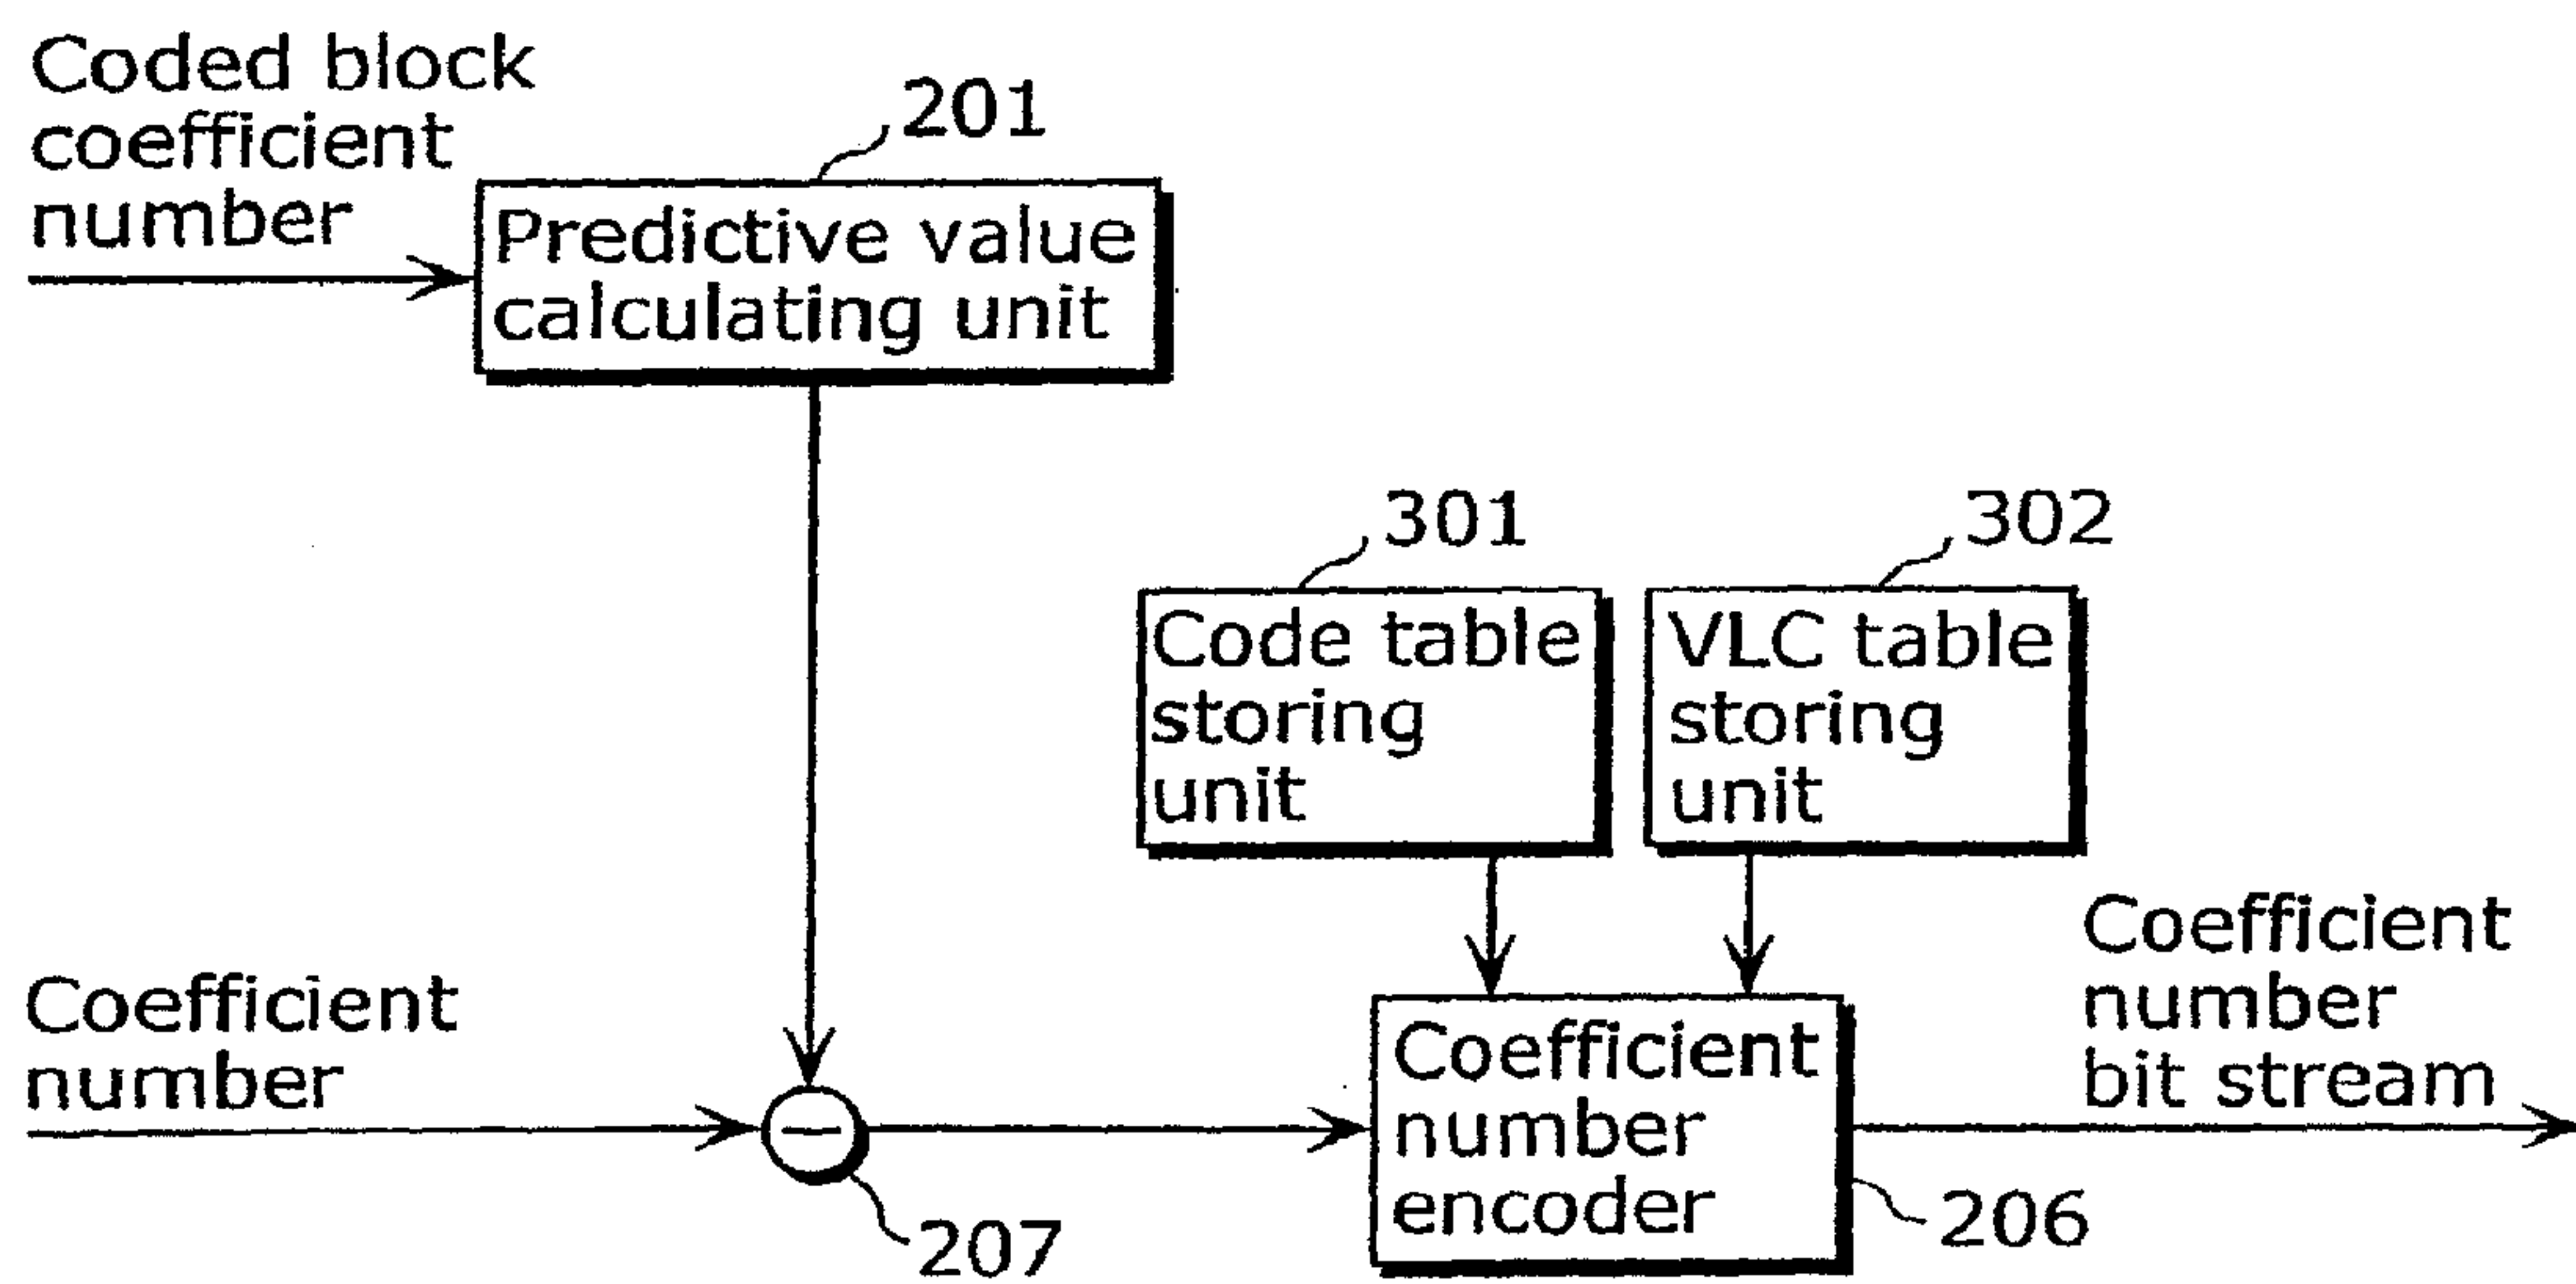 Coded block
coefficient
number
201
Predictive value
calculating unit
301
302
Code table
storing
unit
VLC table
storing
unit
Coefficient
number
Coefficient
number
encoder
Coefficient
number
bit stream
207
206